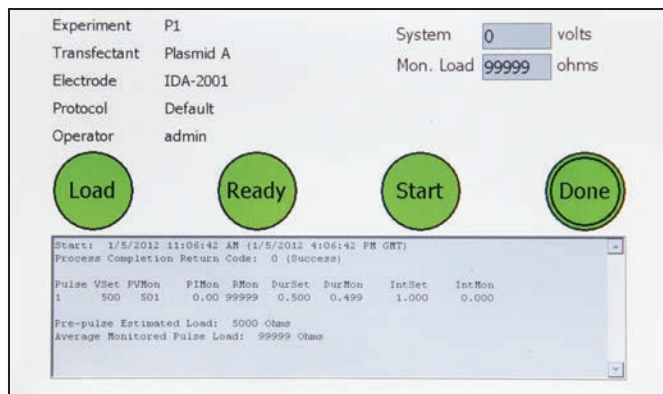 Experiment P1
System 0 volts
Transfectant Plasmid A
Mon. Load 99999 ohms
Electrode IDA-2001
Protocol Default
Operator admin
Load Ready Start Done
Start: 1/5/2012 11:06:42 AM (1/5/2012 4:06:42 PM GMT)
Process Completion Return Code: 0 (Success)
Pulse VSet PVMon PIMon RMon DurSet DurMon IntSet IntMon
1 500 501 0.00 99999 0.500 0.499 1.000 0.000
Pre-pulse Estimated Load: 5000 Ohms
Average Monitored Pulse Load: 99999 Ohms